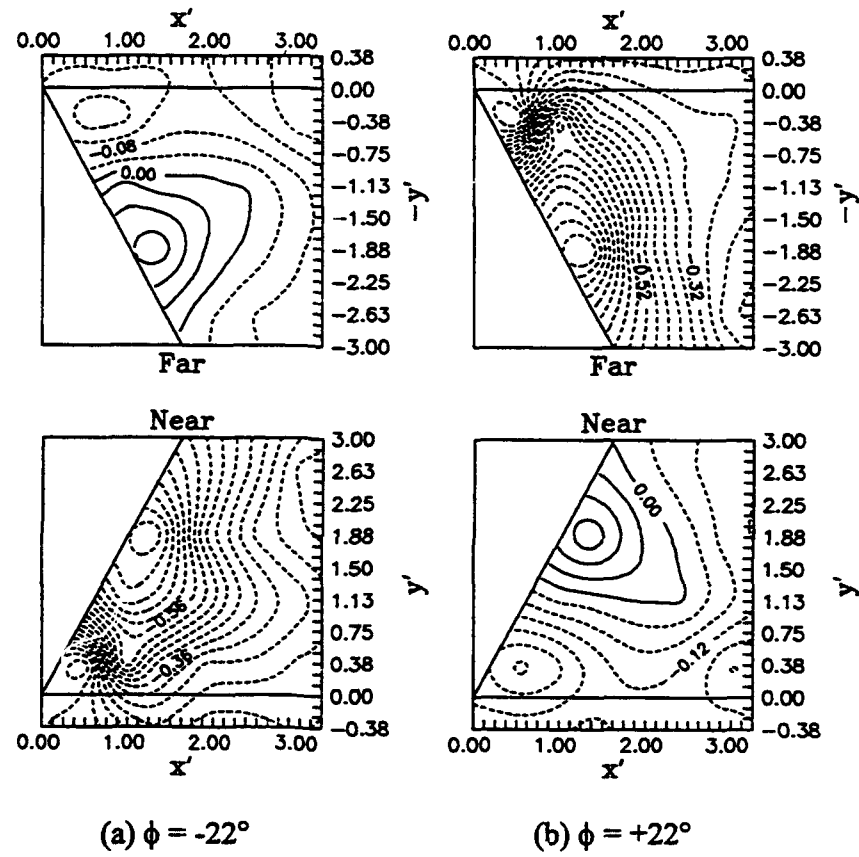 x′
0.00 1.00 2.00 3.00
0.38
0.00
-0.38
-0.75
-1.13
-1.50
-1.88
-2.25
-2.63
-3.00
-y′
-0.08
0.00
Far
x′
0.00 1.00 2.00 3.00
0.38
0.00
-0.38
-0.75
-1.13
-1.50
-1.88
-2.25
-2.63
-3.00
-y′
-0.52
-0.32
Far
Near
3.00
2.63
2.25
1.88
1.50
1.13
0.75
0.38
0.00
-0.38
y′
-0.56
-0.36
0.00 1.00 2.00 3.00
x′
Near
3.00
2.63
2.25
1.88
1.50
1.13
0.75
0.38
0.00
-0.38
y′
0.00
-0.12
0.00 1.00 2.00 3.00
x′
(a) ϕ = -22°
(b) ϕ = +22°